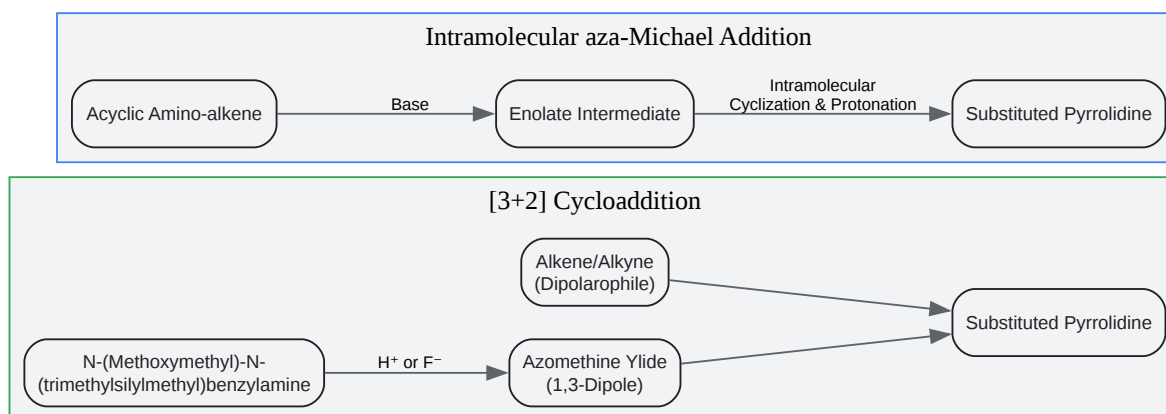 Intramolecular aza-Michael Addition
Acyclic Amino-alkene
Base
Enolate Intermediate
Intramolecular
Cyclization & Protonation
Substituted Pyrrolidine
[3+2] Cycloaddition
Alkene/Alkyne
(Dipolarophile)
Substituted Pyrrolidine
N-(Methoxymethyl)-N-
(trimethylsilylmethyl)benzylamine
H⁺ or F⁻
Azomethine Ylide
(1,3-Dipole)